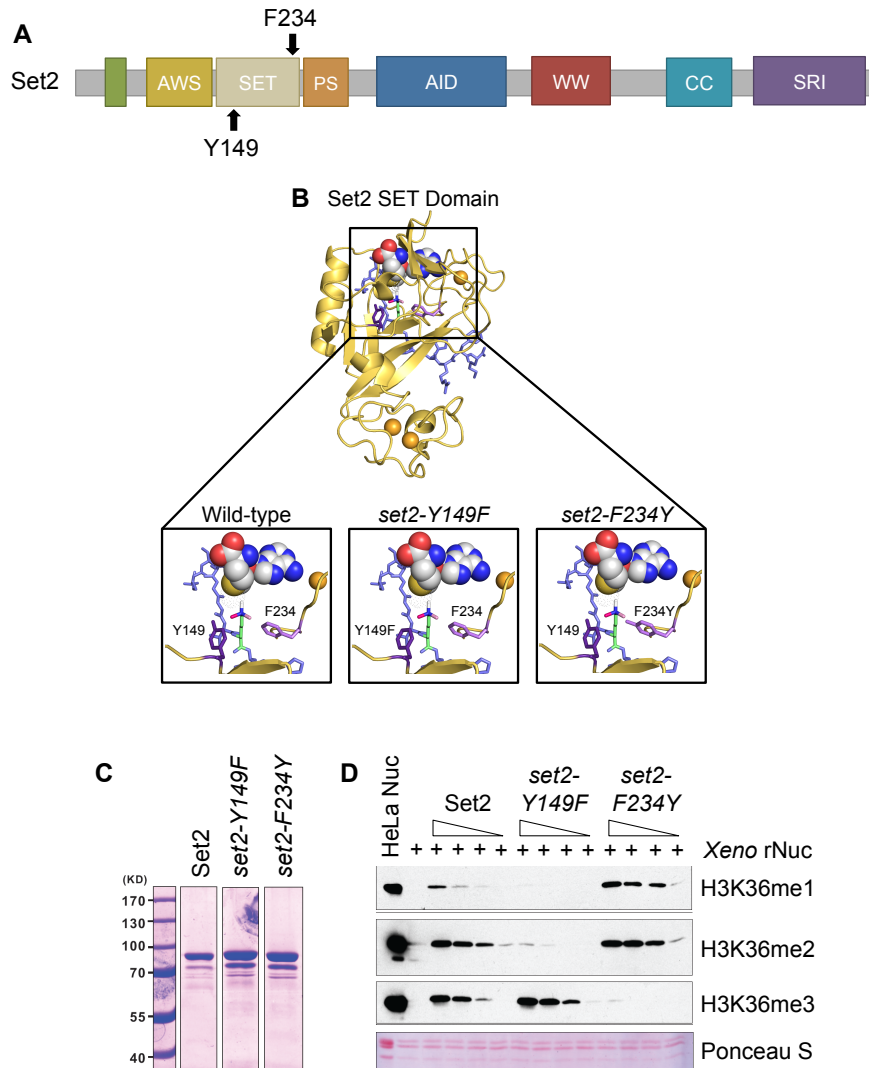 A
F234
Set2
AWS
SET
PS
AID
WW
CC
SRI
Y149
B Set2 SET Domain
Wild-type
set2-Y149F
set2-F234Y
Y149
F234
Y149F
F234
Y149
F234Y
C
Set2
set2-Y149F
set2-F234Y
(KD)
170
130
100
70
55
40
D
HeLa Nuc
Set2
set2-
Y149F
set2-
F234Y
+ + + + + + + + + + + + + Xeno rNuc
H3K36me1
H3K36me2
H3K36me3
Ponceau S